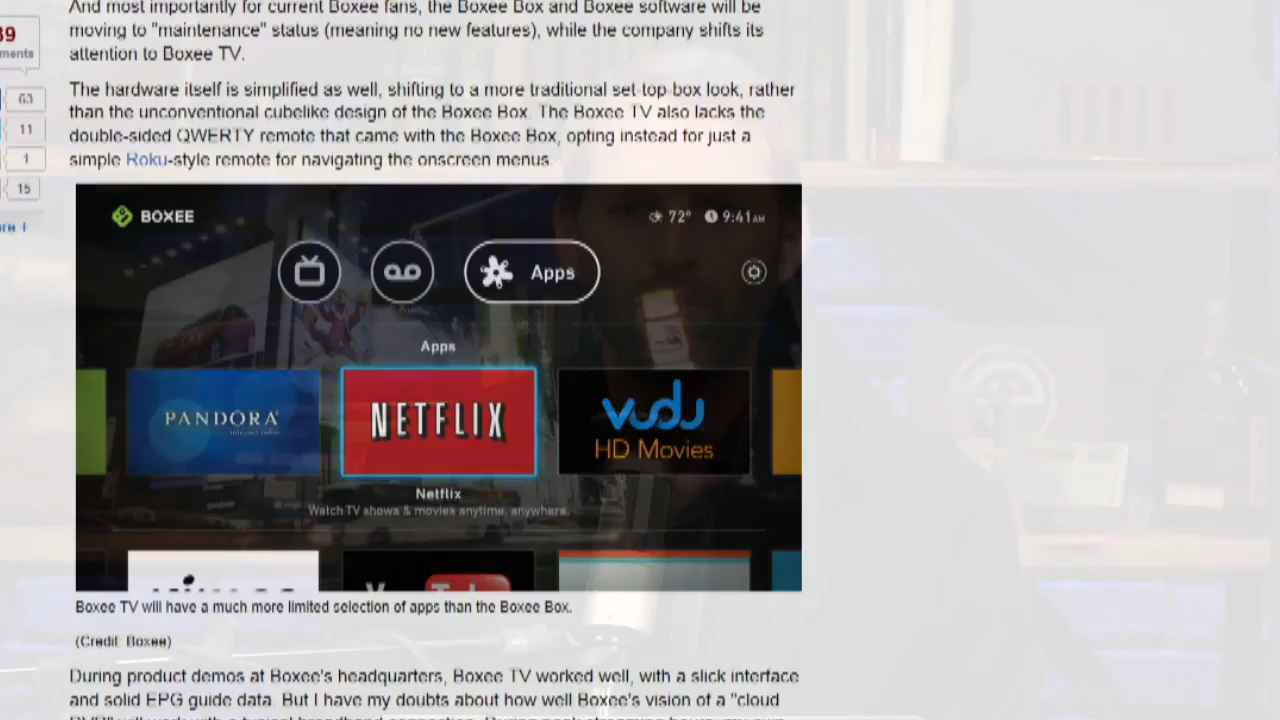 And most importantly for current Boxee fans, the Boxee Box and Boxee software will be
moving to "maintenance" status (meaning no new features), while the company shifts its
attention to Boxee TV.
The hardware itself is simplified as well, shifting to a more traditional set-top box look, rather
than the unconventional cubelike design of the Boxee Box. The Boxee TV also lacks the
double-sided QWERTY remote that came with the Boxee Box, opting instead for just a
simple Roku-style remote for navigating the onscreen menus.
39
ments
63
11
1
15
BOXEE
72° 9:41AM
Apps
Apps
PANDORA
NETFLIX
vudu
HD Movies
Netflix
Watch TV shows & movies anytime, anywhere.
Boxee TV will have a much more limited selection of apps than the Boxee Box.
(Credit: Boxee)
During product demos at Boxee's headquarters, Boxee TV worked well, with a slick interface
and solid EPG guide data. But I have my doubts about how well Boxee's vision of a "cloud